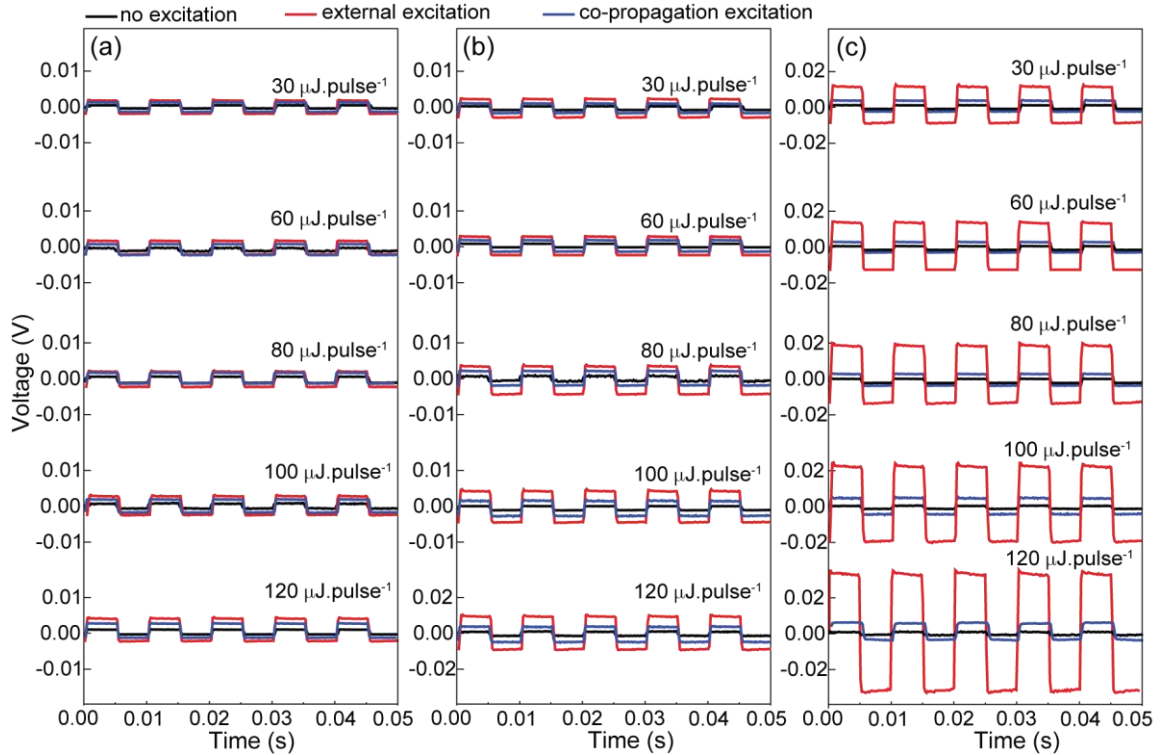 no excitation external excitation co-propagation excitation
(a)
0.01
30 μJ.pulse⁻¹
0.00
-0.01
0.01
60 μJ.pulse⁻¹
0.00
-0.01
0.01
80 μJ.pulse⁻¹
0.00
-0.01
0.01
100 μJ.pulse⁻¹
0.00
-0.01
0.01
120 μJ.pulse⁻¹
0.00
-0.01
Voltage (V)
0.00 0.01 0.02 0.03 0.04 0.05
Time (s)
(b)
0.01
30 μJ.pulse⁻¹
0.00
-0.01
0.01
60 μJ.pulse⁻¹
0.00
-0.01
0.01
80 μJ.pulse⁻¹
0.00
-0.01
0.01
100 μJ.pulse⁻¹
0.00
-0.01
0.02
120 μJ.pulse⁻¹
0.00
-0.02
0.00 0.01 0.02 0.03 0.04 0.05
Time (s)
(c)
0.02
30 μJ.pulse⁻¹
0.00
-0.02
0.02
60 μJ.pulse⁻¹
0.00
-0.02
0.02
80 μJ.pulse⁻¹
0.00
-0.02
0.02
100 μJ.pulse⁻¹
0.00
-0.02
120 μJ.pulse⁻¹
0.02
0.00
-0.02
0.00 0.01 0.02 0.03 0.04 0.05
Time (s)